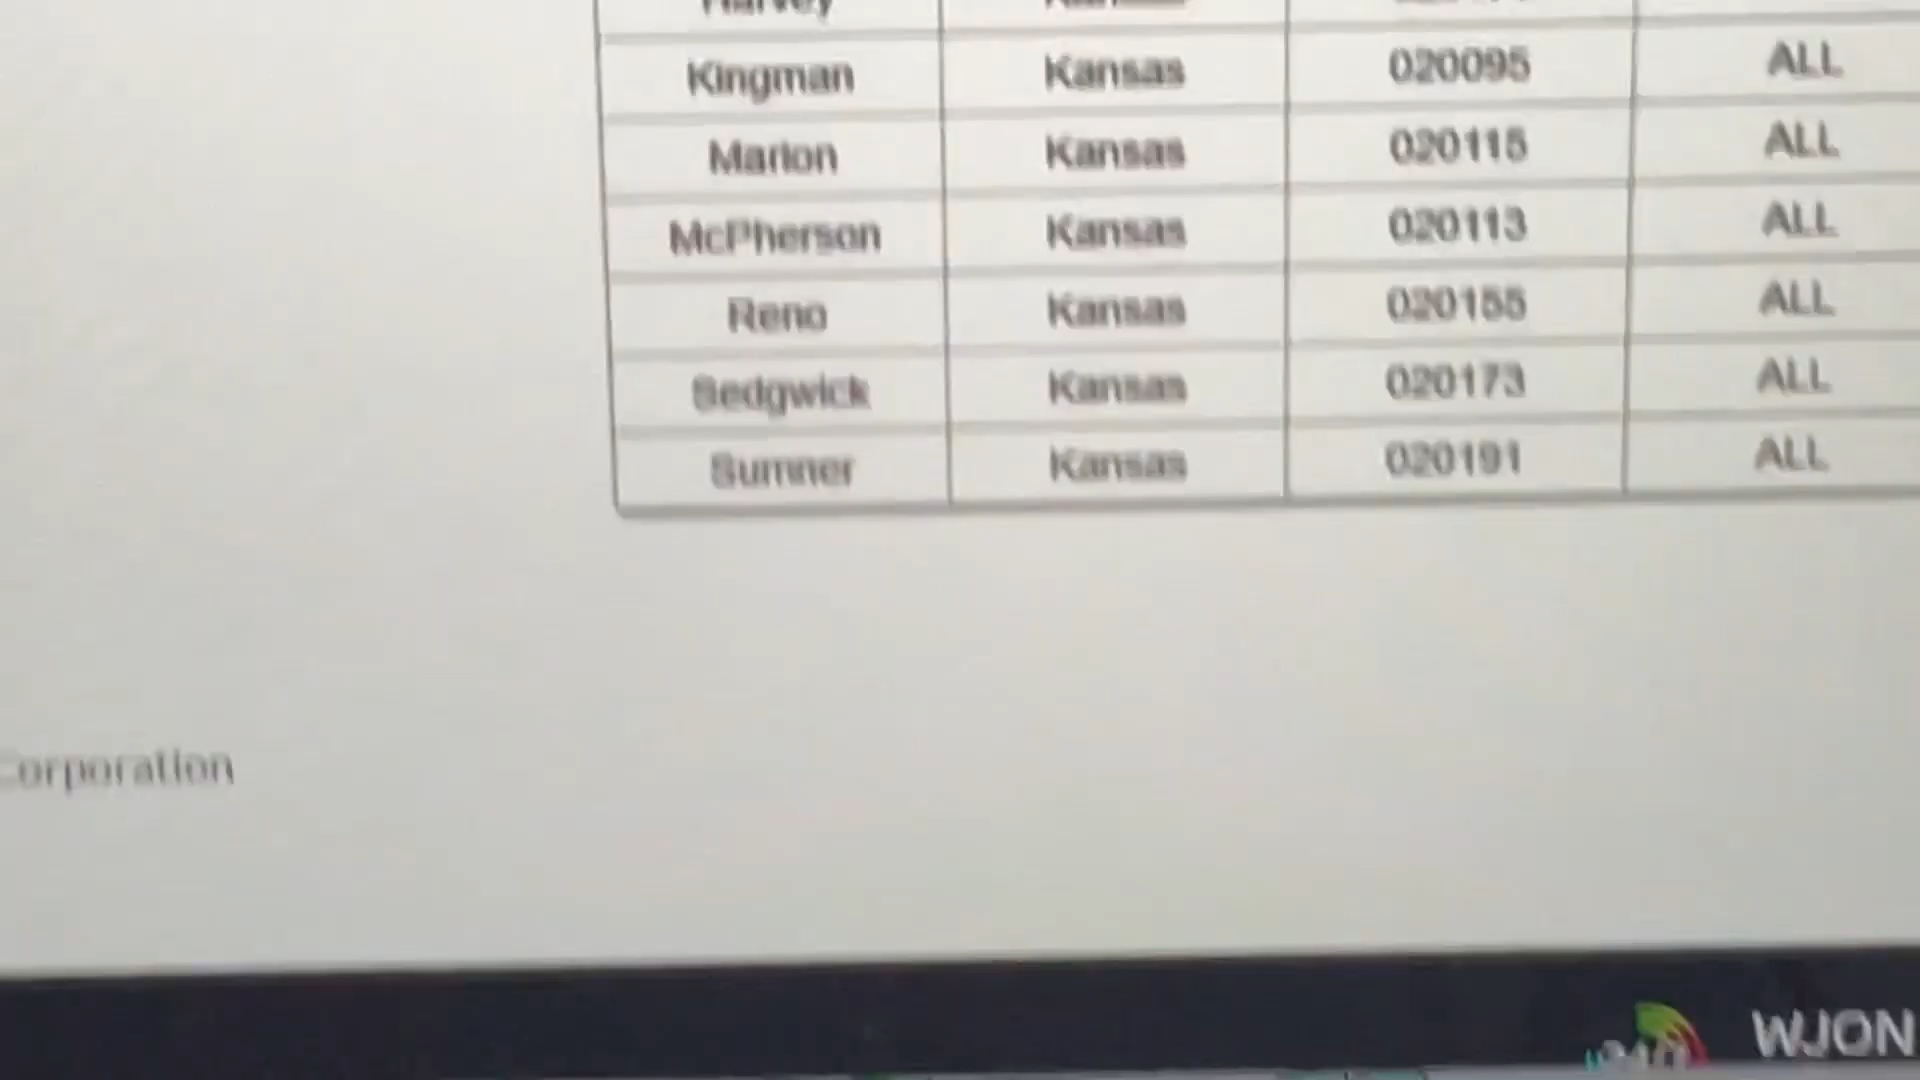 Harvey Kansas
Kingman Kansas 020095 ALL
Marion Kansas 020115 ALL
McPherson Kansas 020113 ALL
Reno Kansas 020155 ALL
Sedgwick Kansas 020173 ALL
Sumner Kansas 020191 ALL
Corporation
WJON